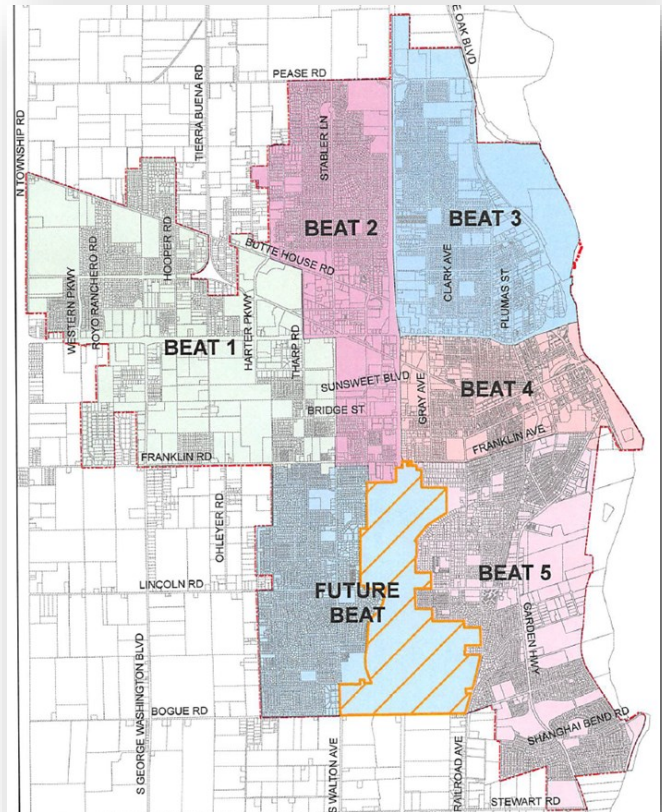 E OAK BLVD
PEASE RD
N TOWNSHIP RD
TIERRA BUENA RD
STABLER LN
BEAT 3
BEAT 2
HOOPER RD
BUTTE HOUSE RD
CLARK AVE
PLUMAS ST
WESTERN PKWY
ROYO RANCHERO RD
HARTER PKWY
THARP RD
BEAT 1
SUNSWEET BLVD
GRAY AVE
BEAT 4
BRIDGE ST
FRANKLIN AVE
FRANKLIN RD
OHLEYER RD
LINCOLN RD
FUTURE
BEAT
BEAT 5
GARDEN HWY
S GEORGE WASHINGTON BLVD
BOGUE RD
SHANGHAI BEND RD
S WALTON AVE
RAILROAD AVE
STEWART RD